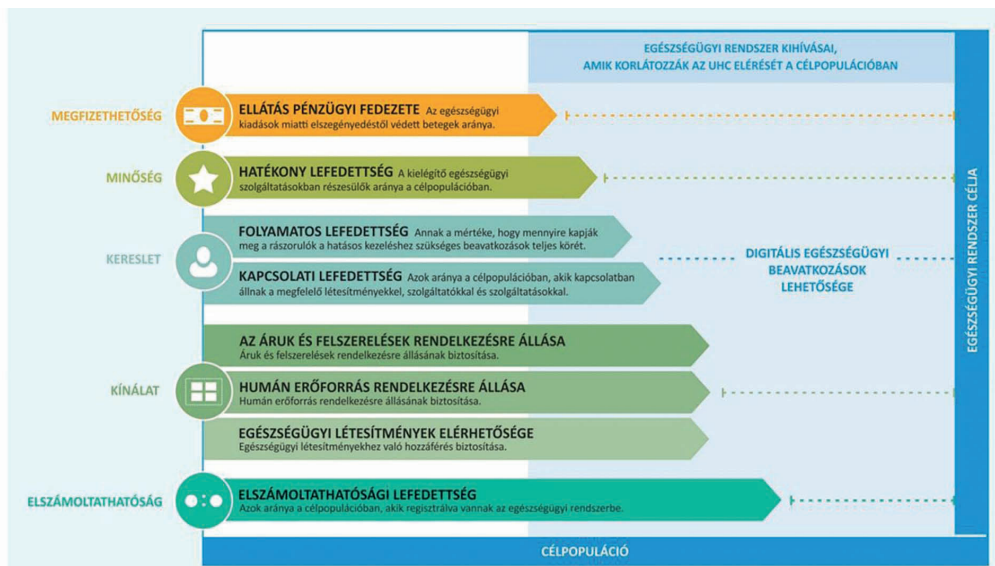 EGÉSZSÉGÜGYI RENDSZER KIHÍVÁSAI,
AMIK KORLÁTOZZÁK AZ UHC ELÉRÉSÉT A CÉLPOPULÁCIÓBAN
MEGFIZETHETŐSÉG
ELLÁTÁS PÉNZÜGYI FEDEZETE Az egészségügyi
kiadások miatti elszegényedéstől védett betegek aránya.
MINŐSÉG
HATÉKONY LEFEDETTSÉG A kielégítő egészségügyi
szolgáltatásokban részesülők aránya a célpopulációban.
KERESLET
FOLYAMATOS LEFEDETTSÉG Annak a mértéke, hogy mennyire kapják
meg a rászorulók a hatásos kezeléshez szükséges beavatkozások teljes körét.
KAPCSOLATI LEFEDETTSÉG Azok aránya a célpopulációban, akik kapcsolatban
állnak a megfelelő létesítményekkel, szolgáltatókkal és szolgáltatásokkal.
DIGITÁLIS EGÉSZSÉGÜGYI
BEAVATKOZÁSOK
LEHETŐSÉGE
KÍNÁLAT
AZ ÁRUK ÉS FELSZERELÉSEK RENDELKEZÉSRE ÁLLÁSA
Áruk és felszerelések rendelkezésre állásának biztosítása.
HUMÁN ERŐFORRÁS RENDELKEZÉSRE ÁLLÁSA
Humán erőforrás rendelkezésre állásának biztosítása.
EGÉSZSÉGÜGYI LÉTESÍTMÉNYEK ELÉRHETŐSÉGE
Egészségügyi létesítményekhez való hozzáférés biztosítása.
ELSZÁMOLTATHATÓSÁG
ELSZÁMOLTATHATÓSÁGI LEFEDETTSÉG
Azok aránya a célpopulációban, akik regisztrálva vannak az egészségügyi rendszerbe.
EGÉSZSÉGÜGYI RENDSZER CÉLJA
CÉLPOPULÁCIÓ